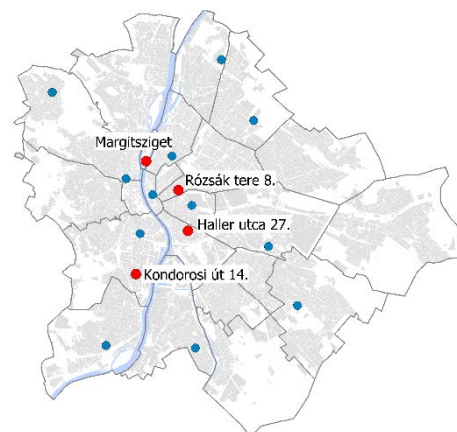 Margitsziget
Rózsák tere 8.
Haller utca 27.
Kondorosi út 14.